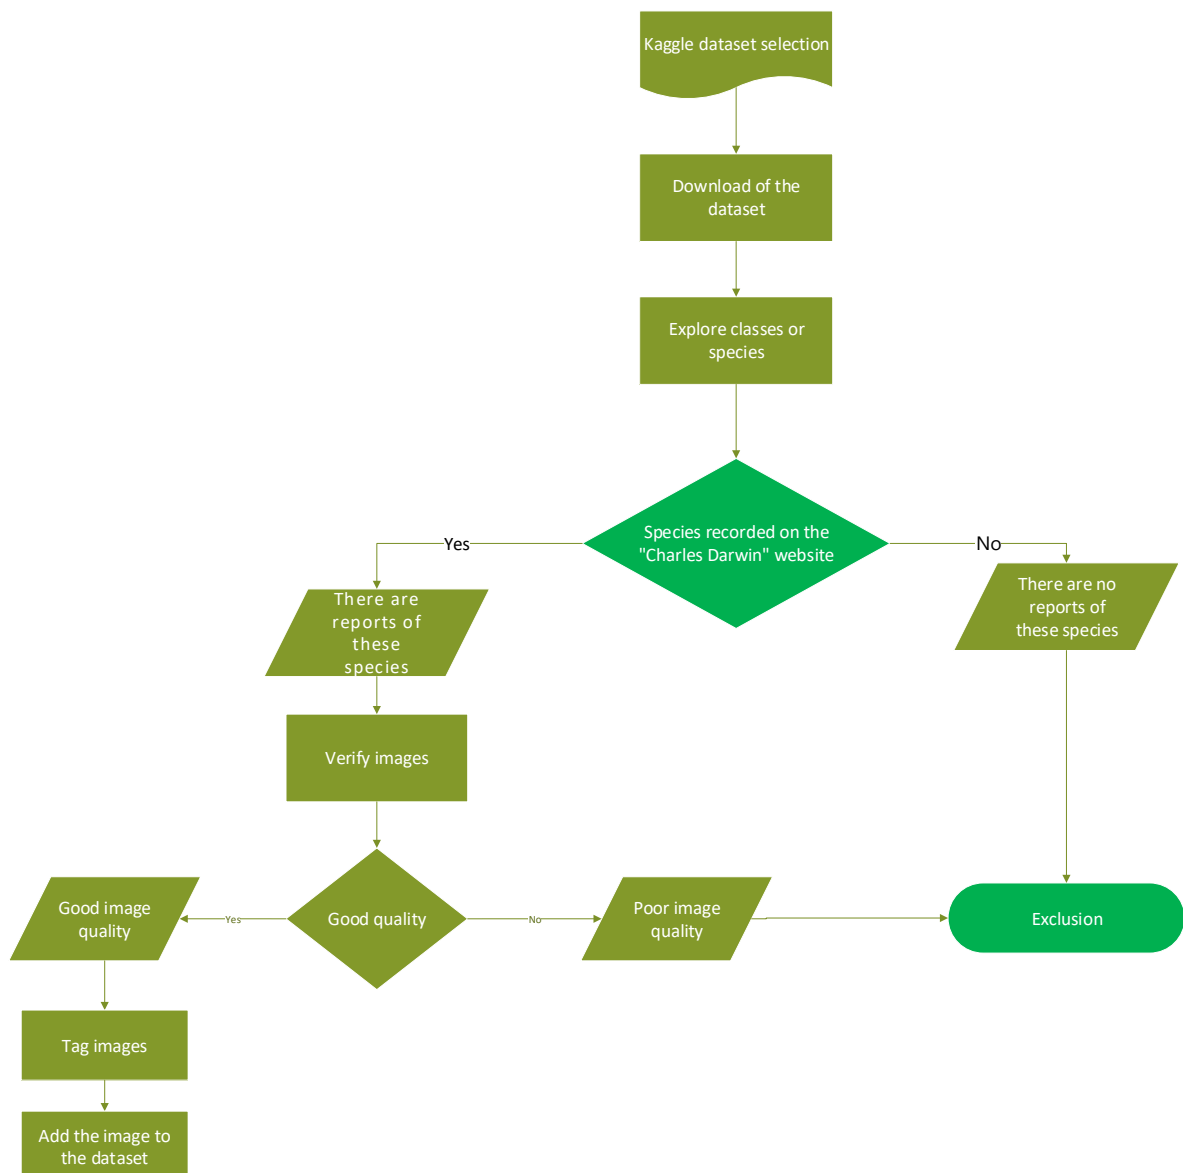 Kaggle dataset selection
Download of the
dataset
Explore classes or
species
Species recorded on the
"Charles Darwin" website
Yes
No
There are
reports of
these
species
There are no
reports of
these species
Verify images
Good quality
Yes
No
Good image
quality
Poor image
quality
Exclusion
Tag images
Add the image to
the dataset